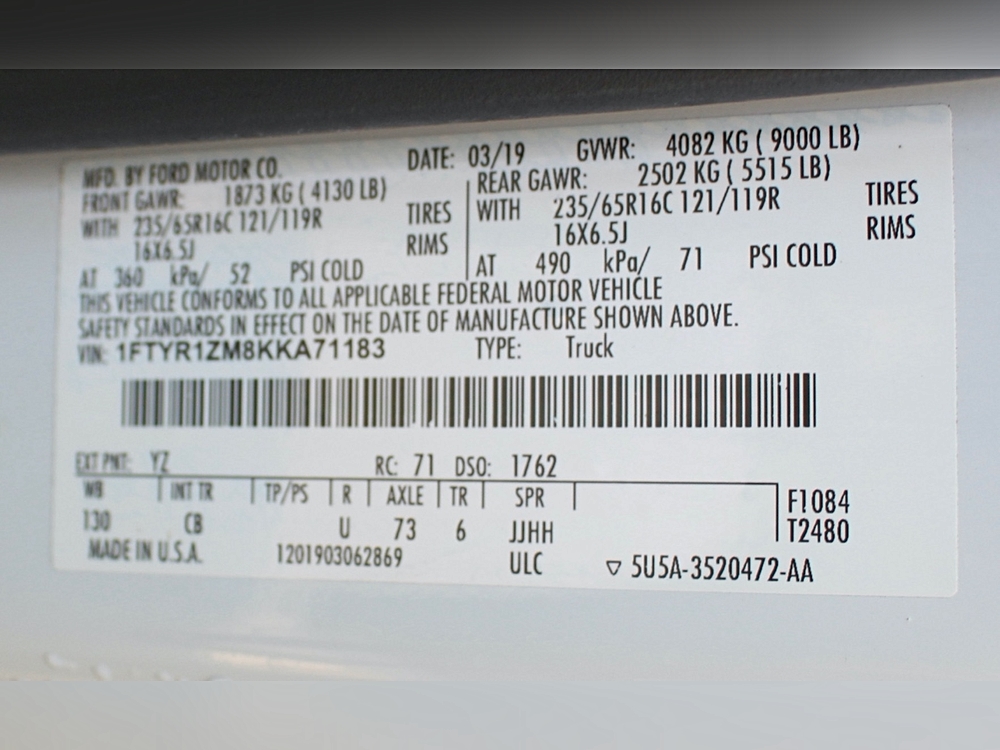 MFD. BY FORD MOTOR CO. DATE: 03/19 GVWR: 4082 KG ( 9000 LB)
FRONT GAWR: 1873 KG ( 4130 LB) REAR GAWR: 2502 KG ( 5515 LB)
WITH 235/65R16C 121/119R TIRES WITH 235/65R16C 121/119R TIRES
16X6.5J RIMS 16X6.5J RIMS
AT 360 kPa/ 52 PSI COLD AT 490 kPa/ 71 PSI COLD
THIS VEHICLE CONFORMS TO ALL APPLICABLE FEDERAL MOTOR VEHICLE
SAFETY STANDARDS IN EFFECT ON THE DATE OF MANUFACTURE SHOWN ABOVE.
VIN: 1FTYR1ZM8KKA71183 TYPE: Truck
EXT PNT: YZ RC: 71 DSO: 1762
WB INT TR TP/PS R AXLE TR SPR F1084
130 CB U 73 6 JJHH T2480
MADE IN U.S.A. 1201903062869 ULC ▽ 5U5A-3520472-AA